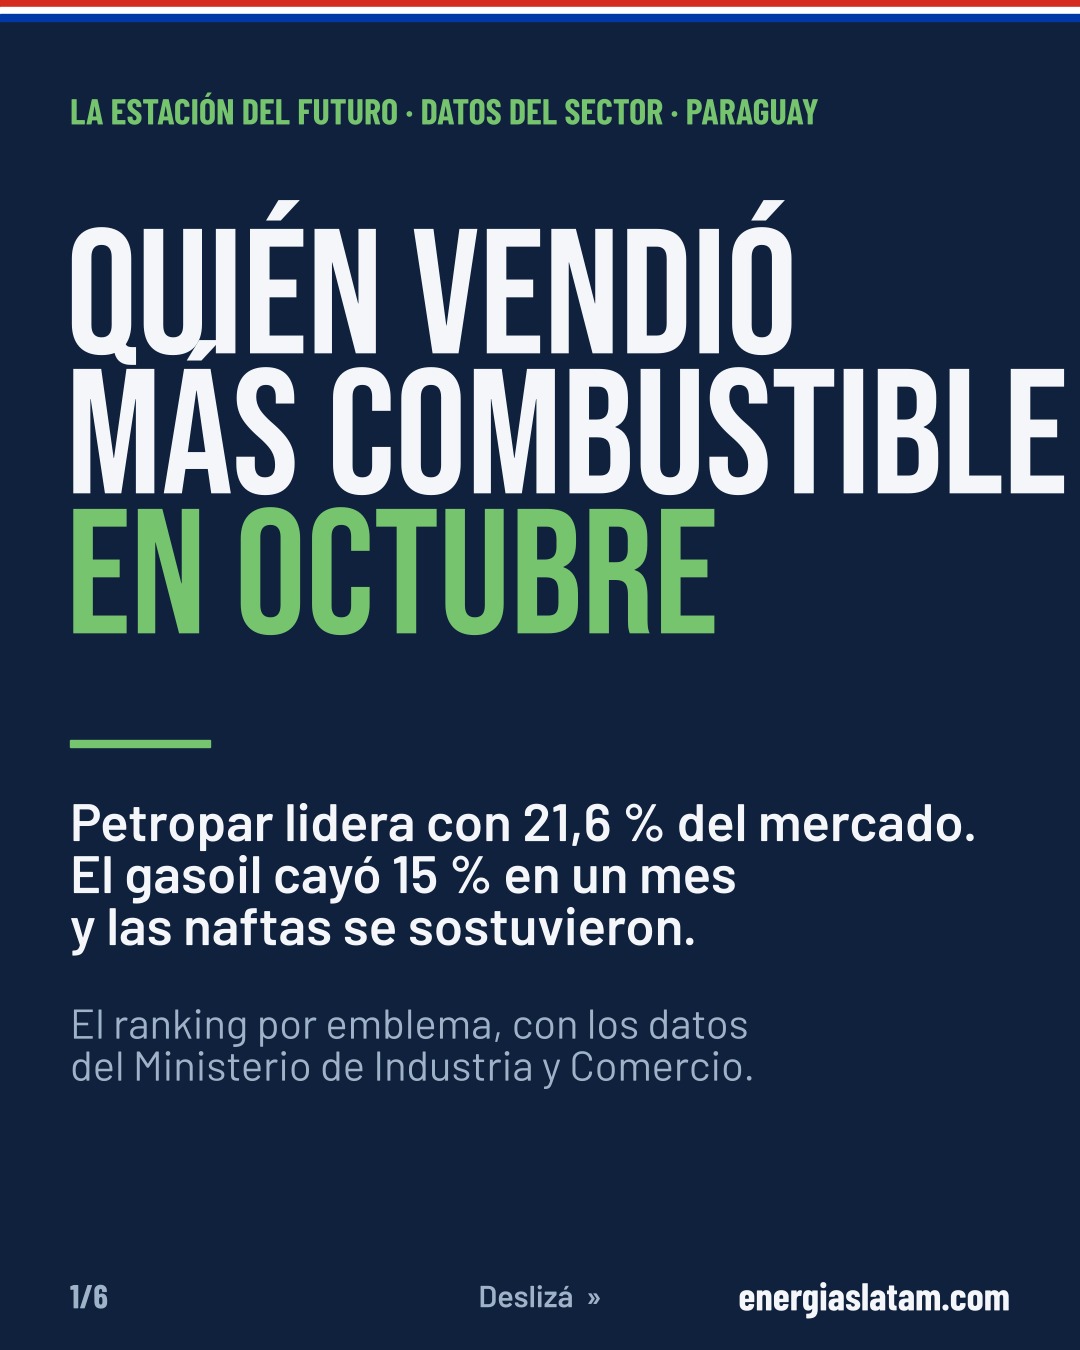 LA ESTACIÓN DEL FUTURO · DATOS DEL SECTOR · PARAGUAY
QUIÉN VENDIÓ
MÁS COMBUSTIBLE
EN OCTUBRE
Petropar lidera con 21,6 % del mercado.
El gasoil cayó 15 % en un mes
y las naftas se sostuvieron.
El ranking por emblema, con los datos
del Ministerio de Industria y Comercio.
1/6 Deslizá » energiaslatam.com